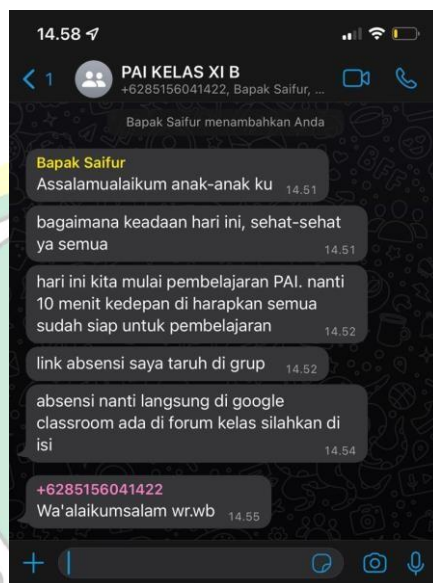 14.58
1
PAI KELAS XI B
+6285156041422, Bapak Saifur, ...
Bapak Saifur menambahkan Anda
Bapak Saifur
Assalamualaikum anak-anak ku 14.51
bagaimana keadaan hari ini, sehat-sehat
ya semua
14.51
hari ini kita mulai pembelajaran PAI. nanti
10 menit kedepan di harapkan semua
sudah siap untuk pembelajaran 14.52
link absensi saya taruh di grup 14.52
absensi nanti langsung di google
classroom ada di forum kelas silahkan di
isi
14.54
+6285156041422
Wa'alaikumsalam wr.wb 14.55